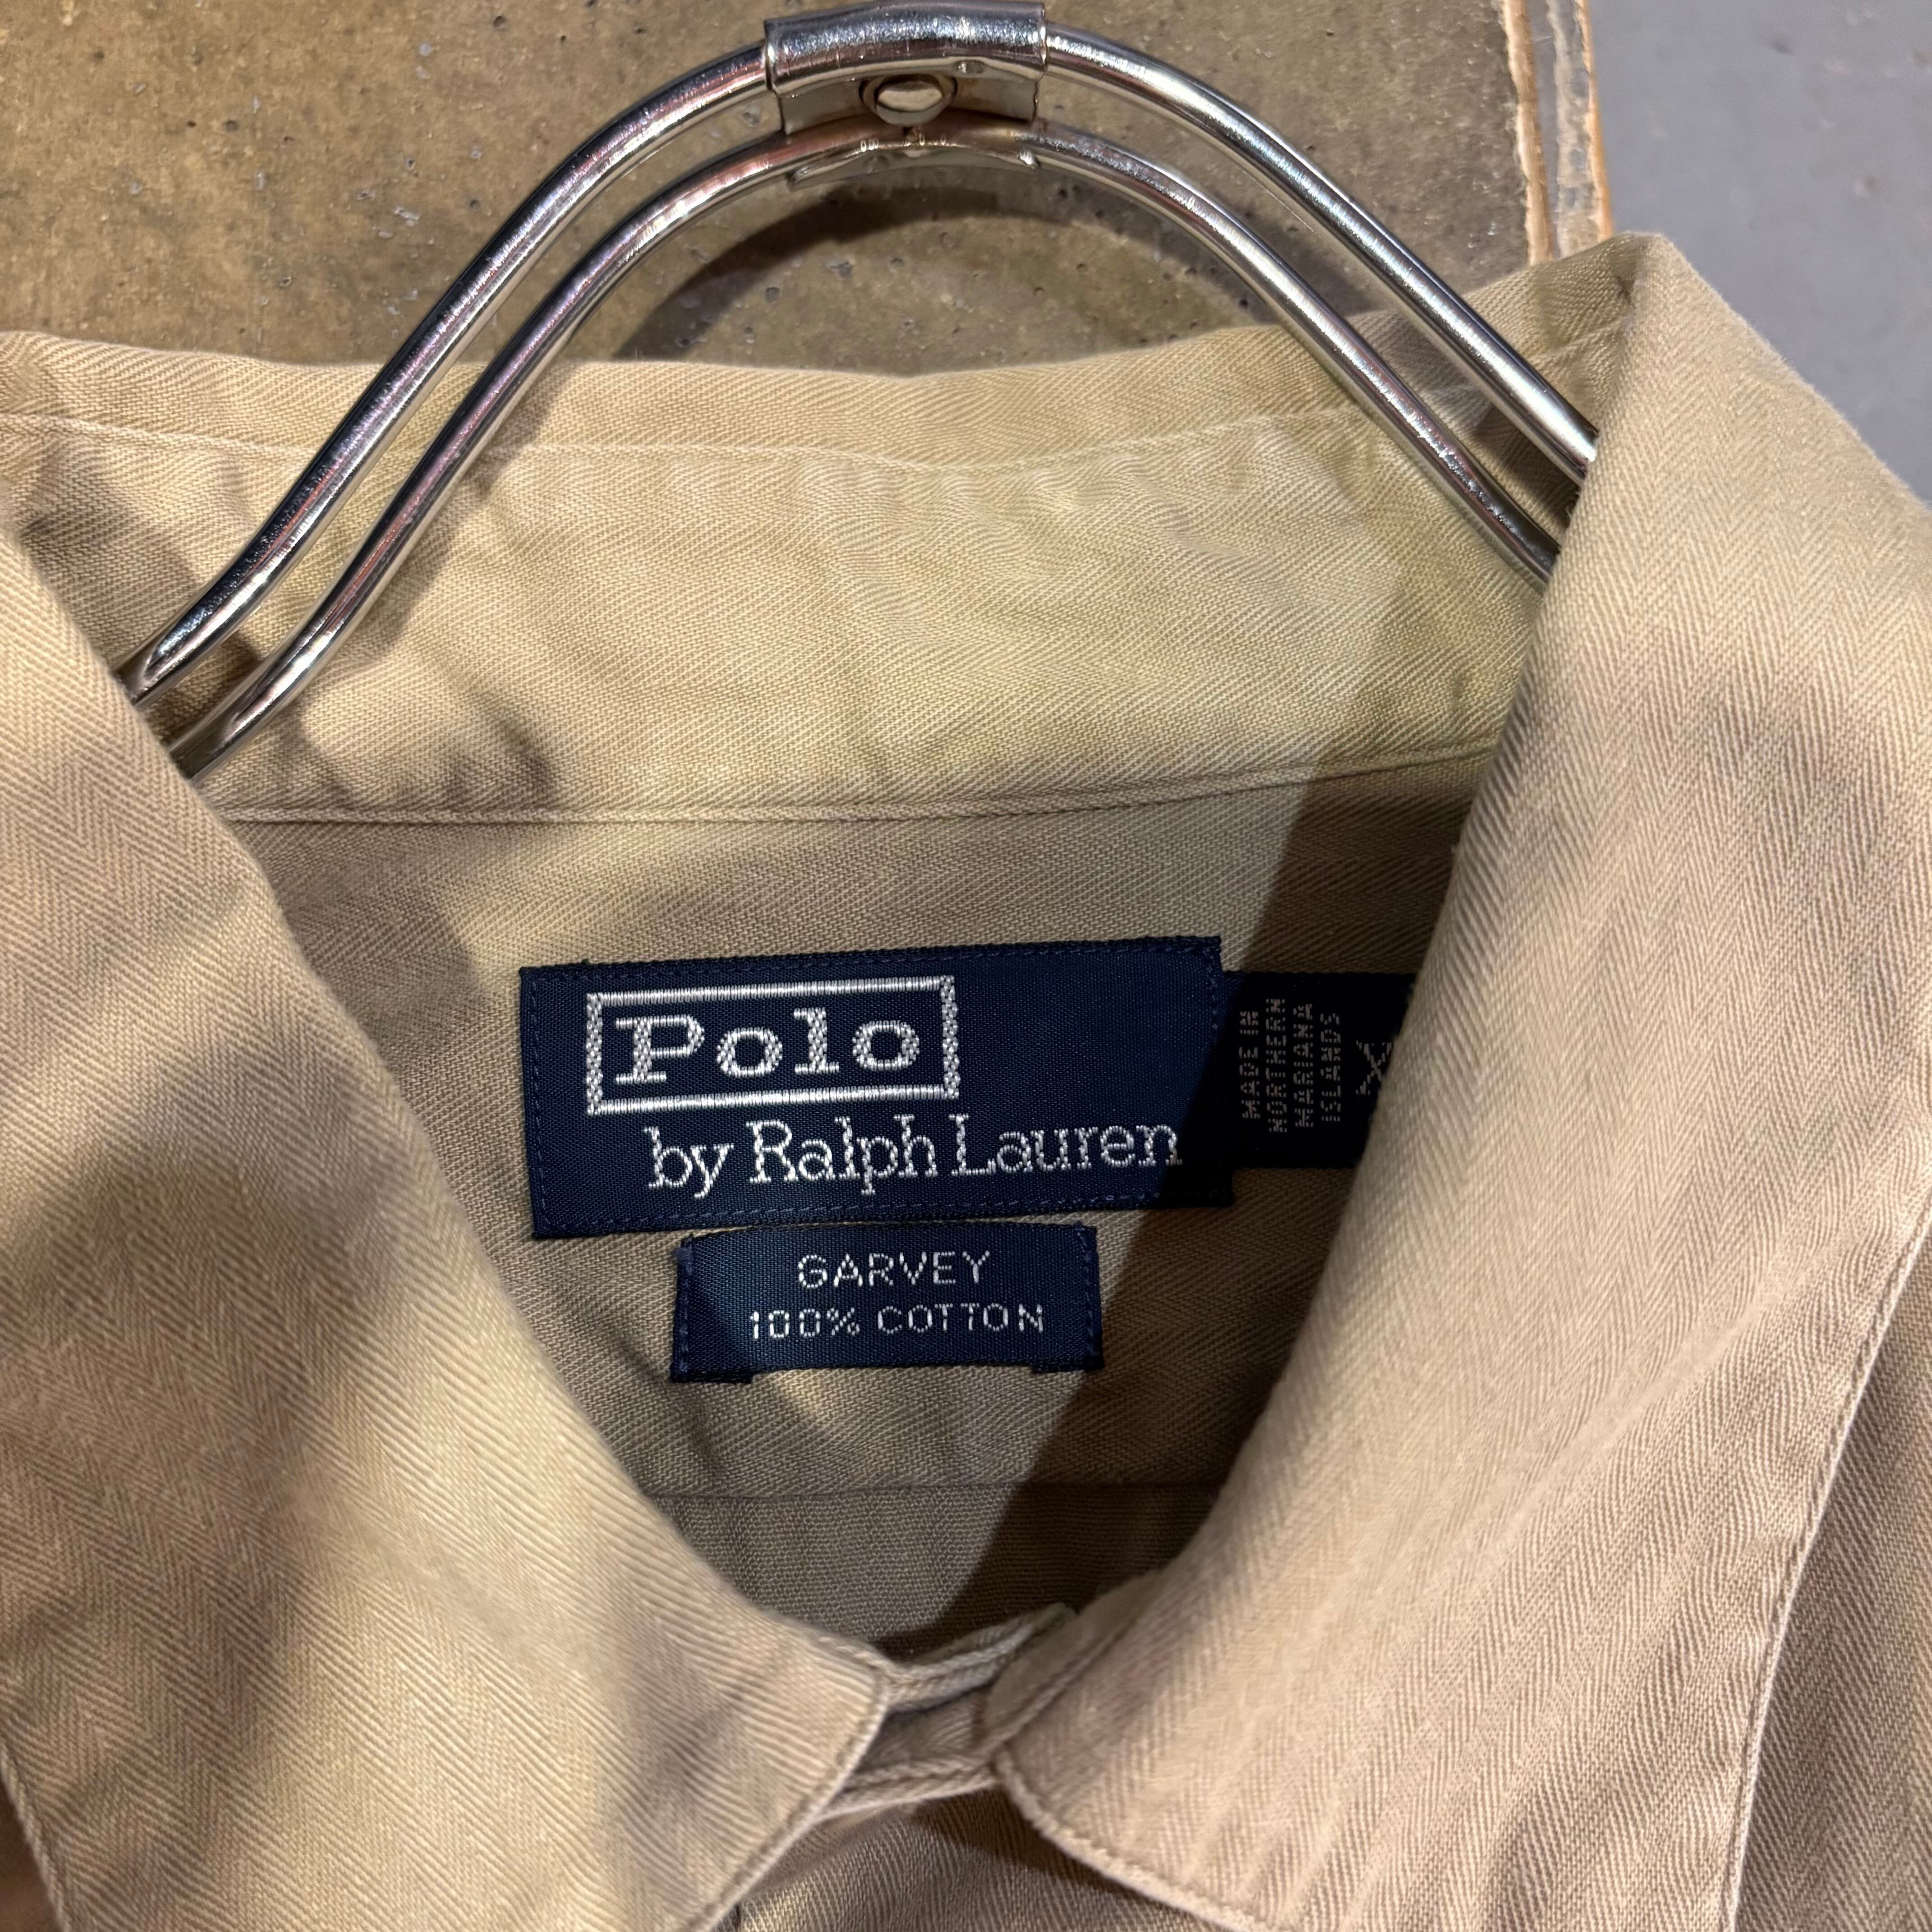 Polo
by Ralph Lauren
GARVEY
100% COTTON
MADE IN
NORTHERN
MARIANA
ISLANDS
X